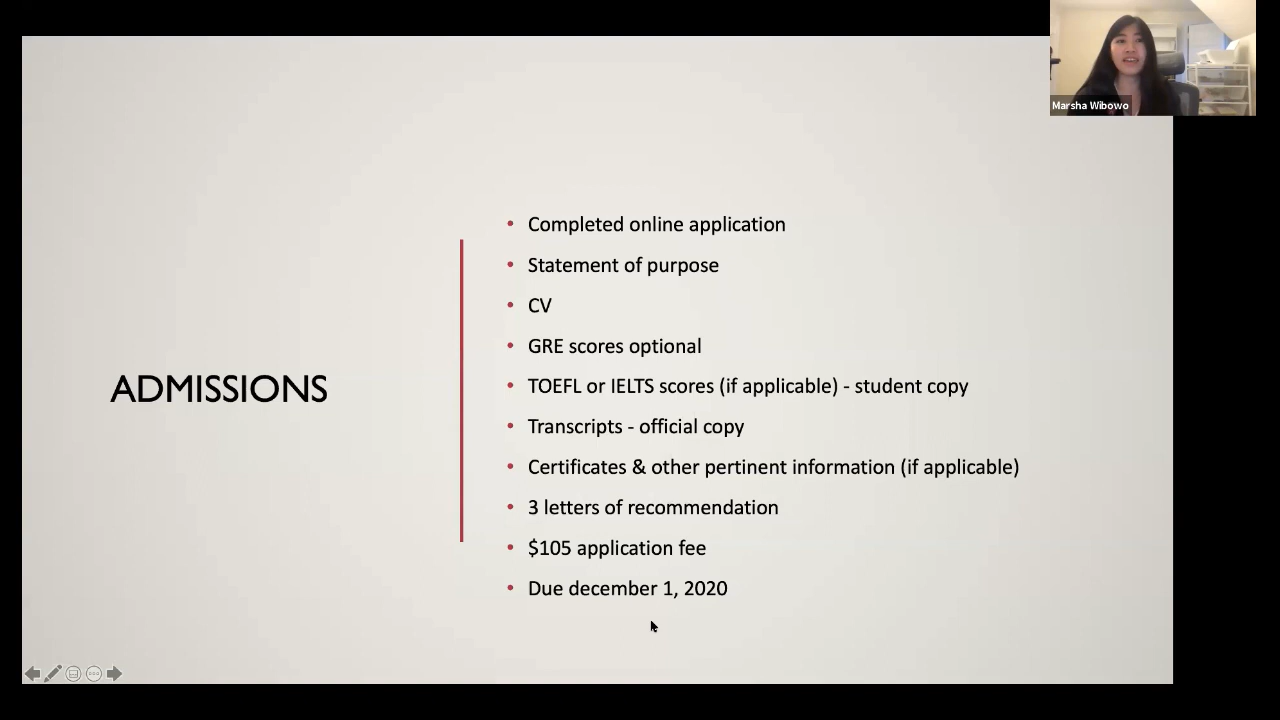 Marsha Wibowo
ADMISSIONS
• Completed online application
• Statement of purpose
• CV
• GRE scores optional
• TOEFL or IELTS scores (if applicable) - student copy
• Transcripts - official copy
• Certificates & other pertinent information (if applicable)
• 3 letters of recommendation
• $105 application fee
• Due december 1, 2020